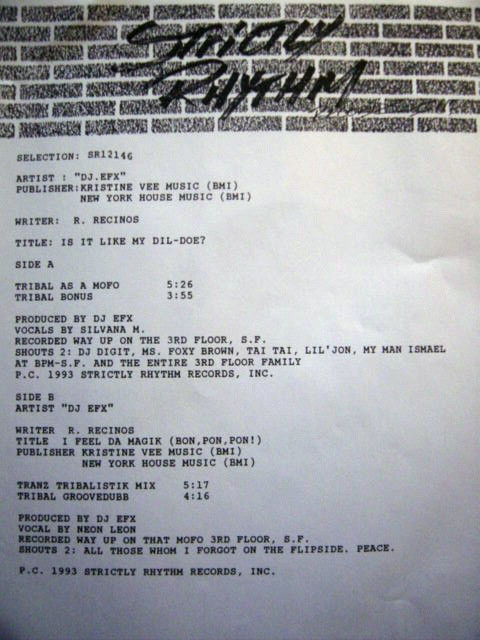 STRICTLY
RHYTHM
SELECTION: SR12146
ARTIST : "DJ.EFX"
PUBLISHER:KRISTINE VEE MUSIC (BMI)
NEW YORK HOUSE MUSIC (BMI)
WRITER: R. RECINOS
TITLE: IS IT LIKE MY DIL-DOE?
SIDE A
TRIBAL AS A MOFO 5:26
TRIBAL BONUS 3:55
PRODUCED BY DJ EFX
VOCALS BY SILVANA M.
RECORDED WAY UP ON THE 3RD FLOOR, S.F.
SHOUTS 2: DJ DIGIT, MS. FOXY BROWN, TAI TAI, LIL'JON, MY MAN ISMAEL
AT BPM-S.F. AND THE ENTIRE 3RD FLOOR FAMILY
P.C. 1993 STRICTLY RHYTHM RECORDS, INC.
SIDE B
ARTIST "DJ EFX"
WRITER R. RECINOS
TITLE I FEEL DA MAGIK (BON,PON,PON!)
PUBLISHER KRISTINE VEE MUSIC (BMI)
NEW YORK HOUSE MUSIC (BMI)
TRANZ TRIBALISTIK MIX 5:17
TRIBAL GROOVEDUBB 4:16
PRODUCED BY DJ EFX
VOCAL BY NEON LEON
RECORDED WAY UP ON THAT MOFO 3RD FLOOR, S.F.
SHOUTS 2: ALL THOSE WHOM I FORGOT ON THE FLIPSIDE. PEACE.
P.C. 1993 STRICTLY RHYTHM RECORDS, INC.